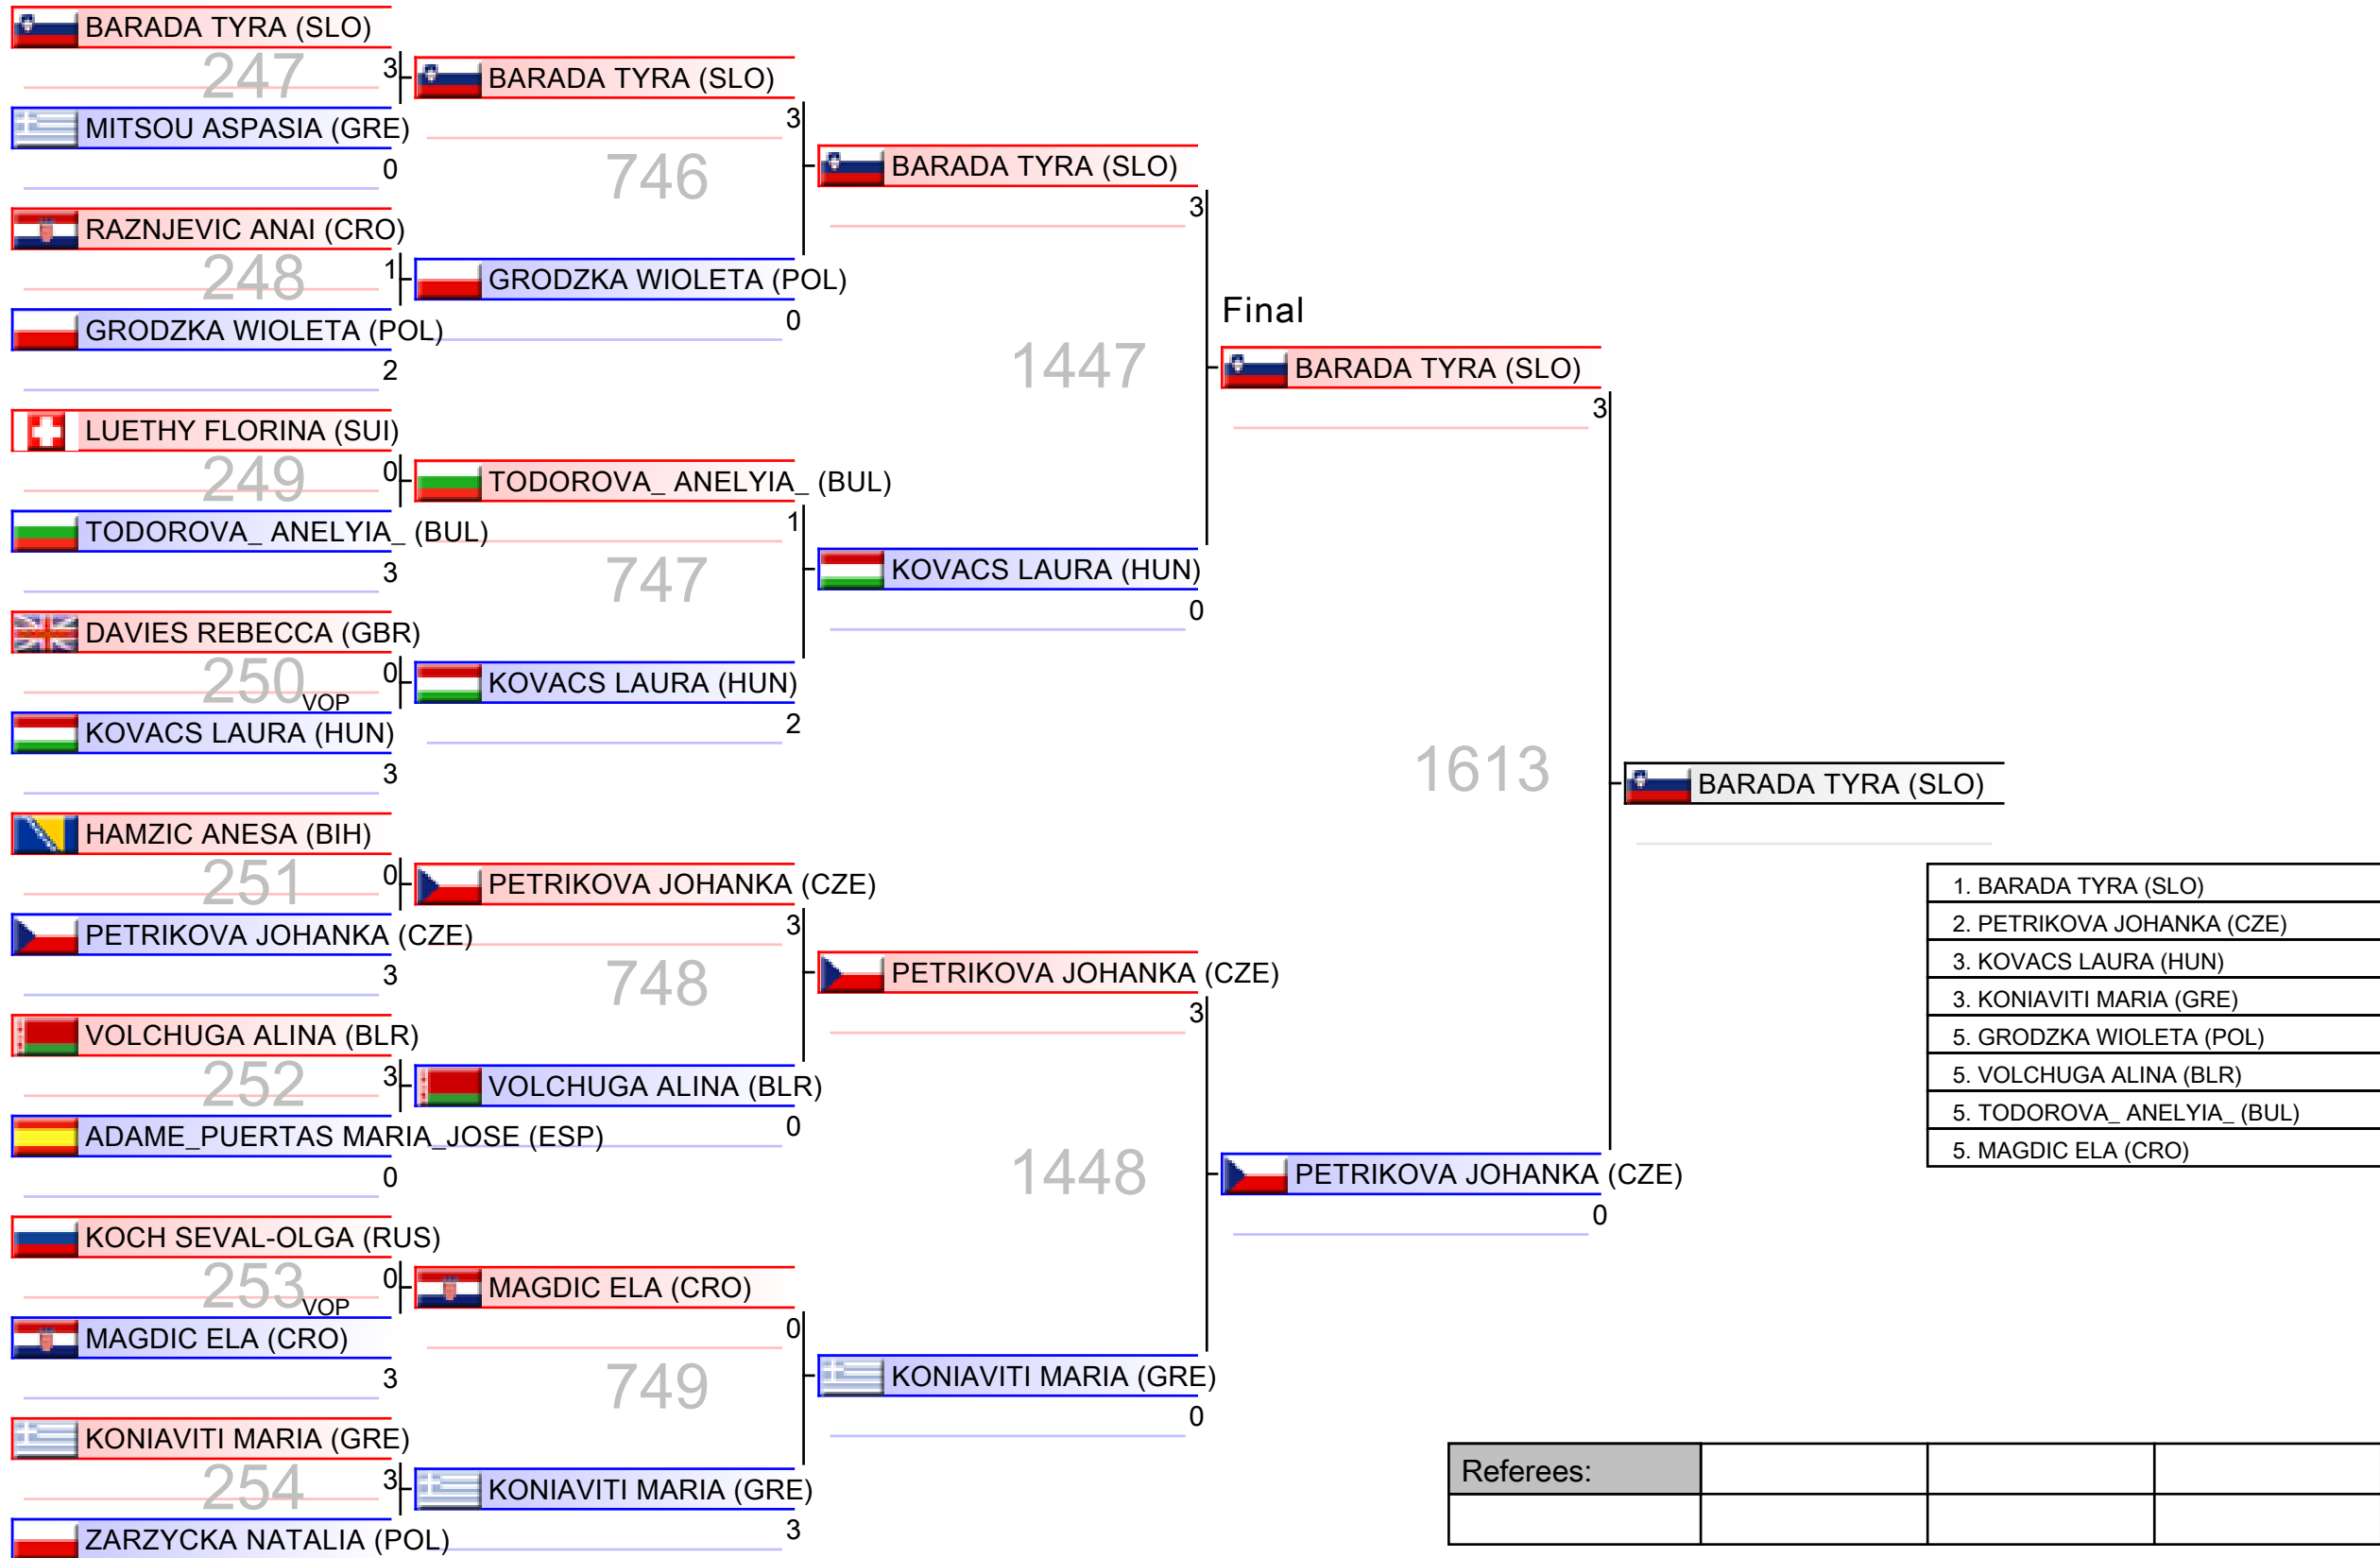 BARADA TYRA (SLO)
247
3
MITSOU ASPASIA (GRE)
0
RAZNJEVIC ANAI (CRO)
248
1
GRODZKA WIOLETA (POL)
2
LUETHY FLORINA (SUI)
249
0
TODOROVA_ ANELYIA_ (BUL)
3
DAVIES REBECCA (GBR)
250
VOP
0
KOVACS LAURA (HUN)
3
HAMZIC ANESA (BIH)
251
0
PETRIKOVA JOHANKA (CZE)
3
VOLCHUGA ALINA (BLR)
252
3
ADAME_PUERTAS MARIA_JOSE (ESP)
0
KOCH SEVAL-OLGA (RUS)
253
VOP
0
MAGDIC ELA (CRO)
3
KONIAVITI MARIA (GRE)
254
3
ZARZYCKA NATALIA (POL)
BARADA TYRA (SLO)
3
746
GRODZKA WIOLETA (POL)
0
TODOROVA_ ANELYIA_ (BUL)
1
747
KOVACS LAURA (HUN)
2
PETRIKOVA JOHANKA (CZE)
3
748
VOLCHUGA ALINA (BLR)
0
MAGDIC ELA (CRO)
0
749
KONIAVITI MARIA (GRE)
3
BARADA TYRA (SLO)
3
1447
KOVACS LAURA (HUN)
0
PETRIKOVA JOHANKA (CZE)
3
1448
KONIAVITI MARIA (GRE)
0
Final
BARADA TYRA (SLO)
3
1613
PETRIKOVA JOHANKA (CZE)
0
BARADA TYRA (SLO)
1. BARADA TYRA (SLO)
2. PETRIKOVA JOHANKA (CZE)
3. KOVACS LAURA (HUN)
3. KONIAVITI MARIA (GRE)
5. GRODZKA WIOLETA (POL)
5. VOLCHUGA ALINA (BLR)
5. TODOROVA_ ANELYIA_ (BUL)
5. MAGDIC ELA (CRO)
Referees: